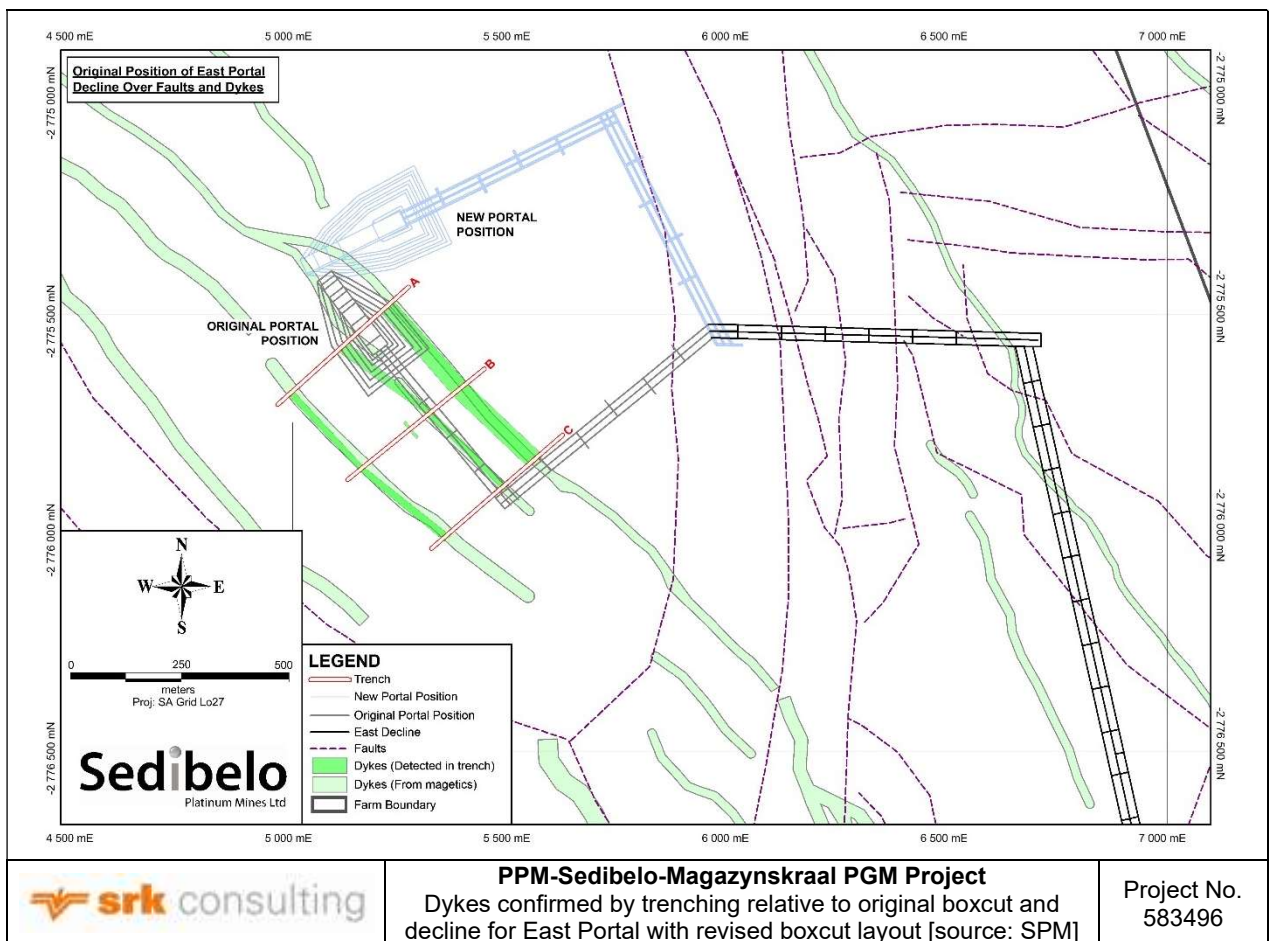 4 500 mE
5 000 mE
5 500 mE
6 000 mE
6 500 mE
7 000 mE
Original Position of East Portal
Decline Over Faults and Dykes
-2 775 000 mN
-2 775 000 mN
NEW PORTAL
POSITION
A
ORIGINAL PORTAL
POSITION
-2 775 500 mN
-2 775 500 mN
B
C
-2 776 000 mN
-2 776 000 mN
N
W
E
S
0
250
500
meters
Proj: SA Grid Lo27
Sedibelo
Platinum Mines Ltd
LEGEND
Trench
New Portal Position
Original Portal Position
East Decline
Faults
Dykes (Detected in trench)
Dykes (From magetics)
Farm Boundary
-2 776 500 mN
-2 776 500 mN
4 500 mE
5 000 mE
5 500 mE
6 000 mE
6 500 mE
7 000 mE
srk consulting
PPM-Sedibelo-Magazynskraal PGM Project
Dykes confirmed by trenching relative to original boxcut and
decline for East Portal with revised boxcut layout [source: SPM]
Project No.
583496